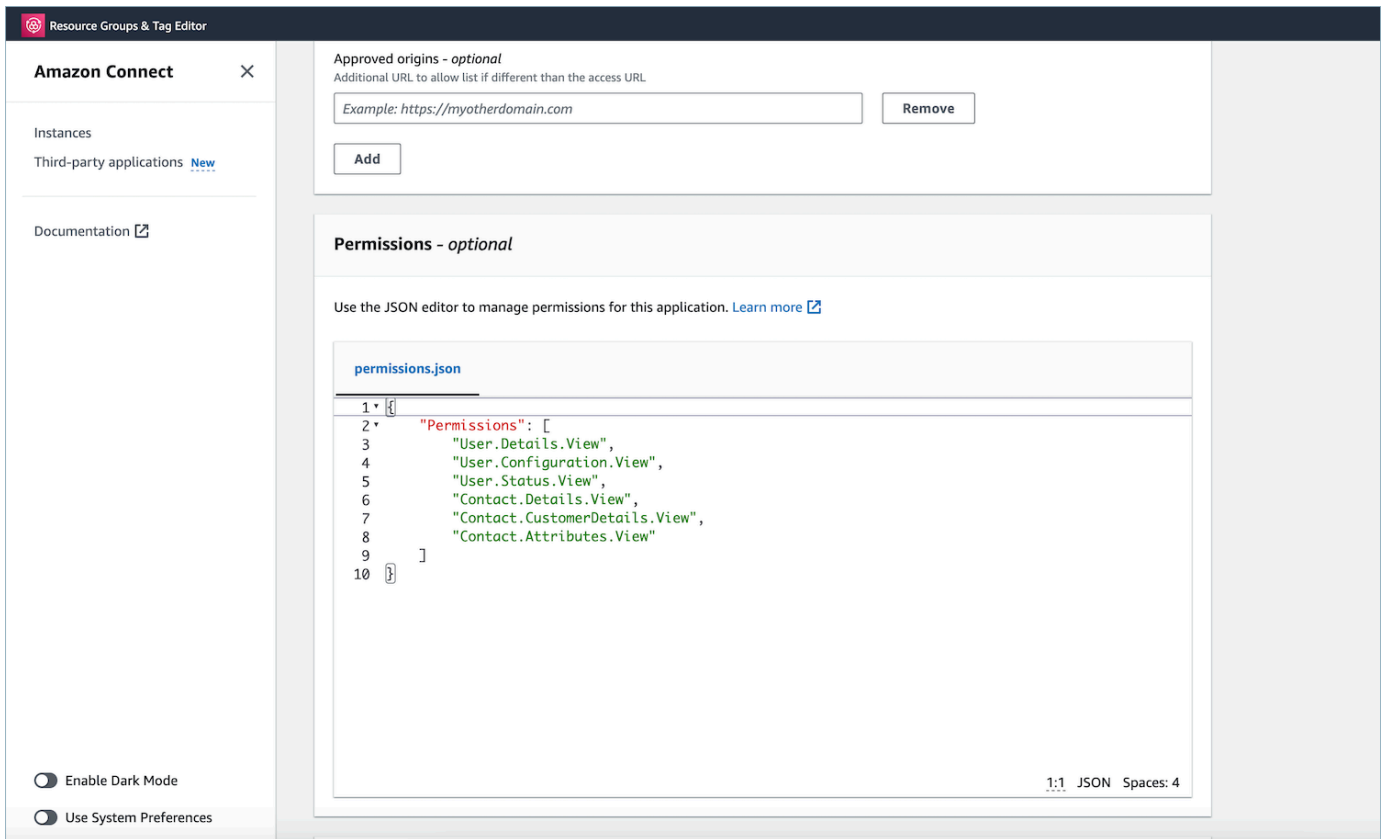 Resource Groups & Tag Editor
Amazon Connect
Instances
Third-party applications New
Documentation
Enable Dark Mode
Use System Preferences
Approved origins - optional
Additional URL to allow list if different than the access URL
Example: https://myotherdomain.com
Remove
Add
Permissions - optional
Use the JSON editor to manage permissions for this application. Learn more
permissions.json
1 {
2 "Permissions": [
3 "User.Details.View",
4 "User.Configuration.View",
5 "User.Status.View",
6 "Contact.Details.View",
7 "Contact.CustomerDetails.View",
8 "Contact.Attributes.View"
9 ]
10 }
1:1 JSON Spaces: 4